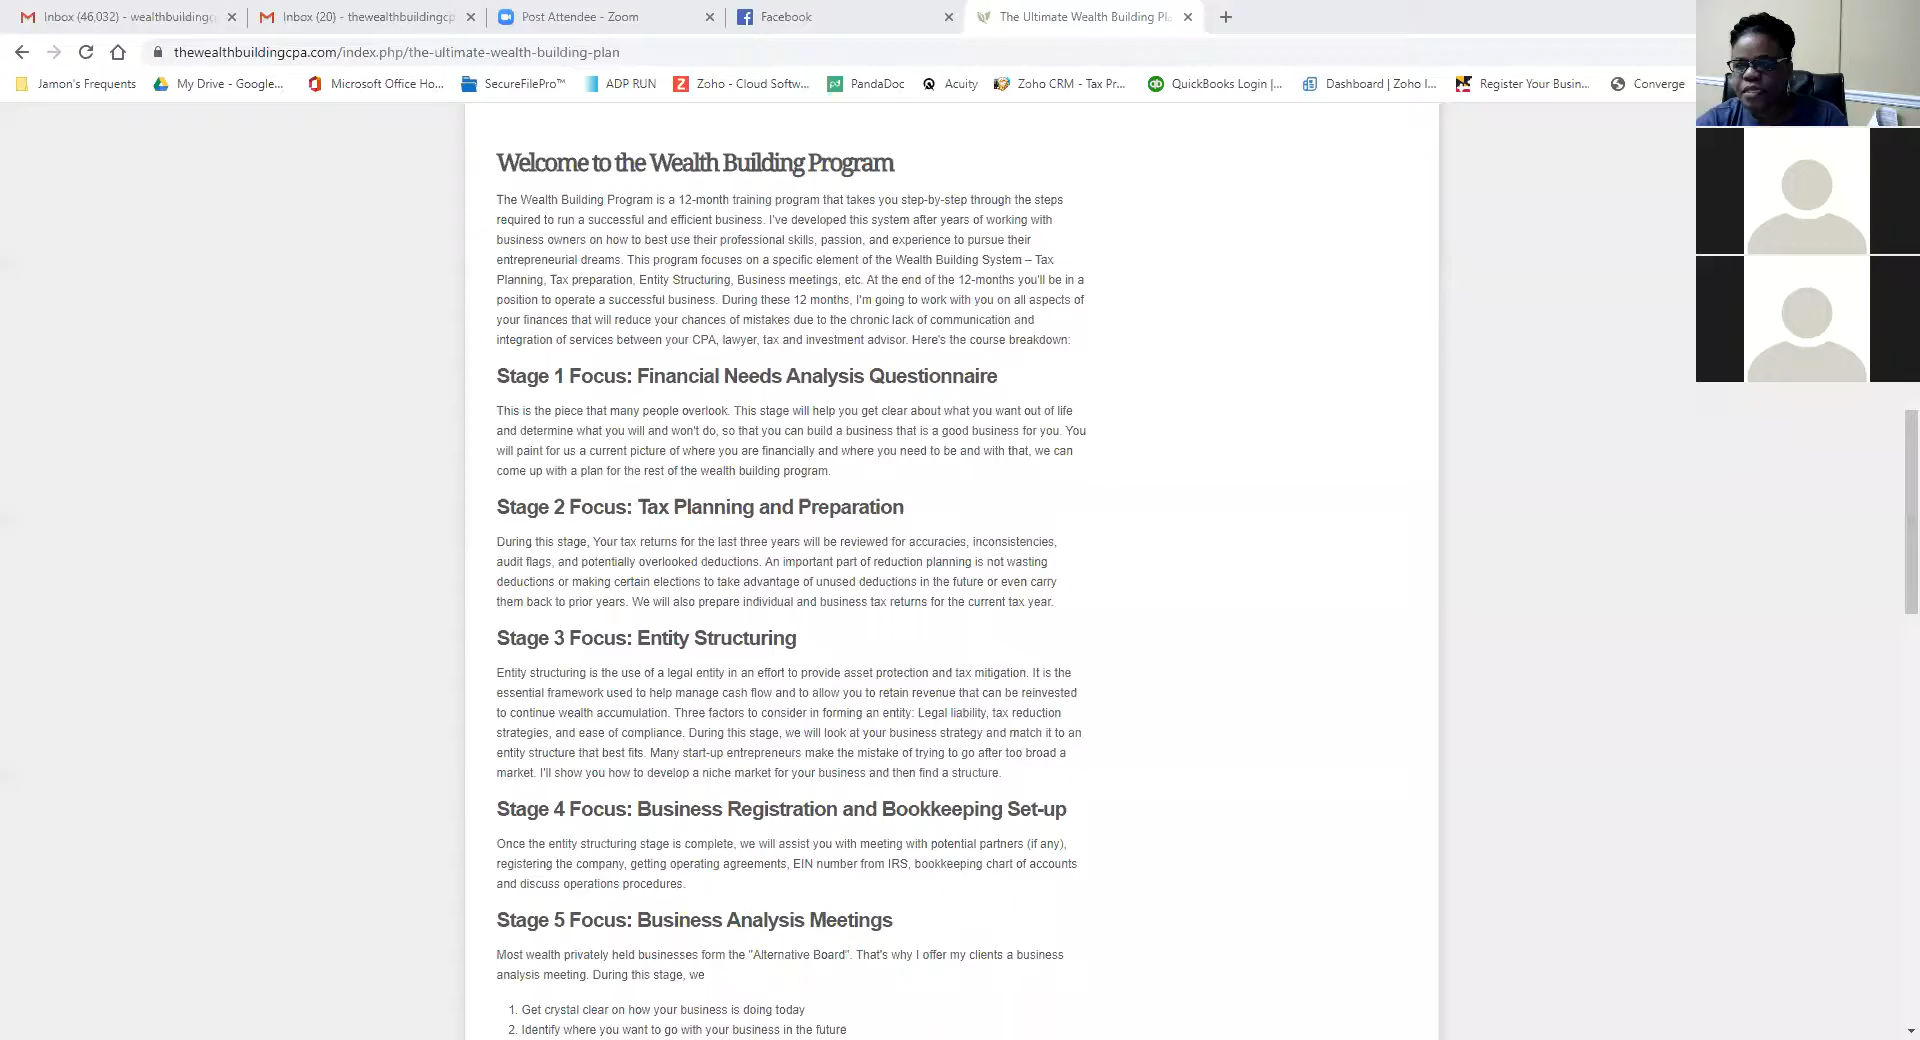 Inbox (46,032) - wealthbuildingc
Inbox (20) - thewealthbuildingcp
Post Attendee - Zoom
Facebook
The Ultimate Wealth Building Pl
thewealthbuildingcpa.com/index.php/the-ultimate-wealth-building-plan
Jamon's Frequents
My Drive - Google...
Microsoft Office Ho...
SecureFilePro™
ADP RUN
Zoho - Cloud Softw...
PandaDoc
Acuity
Zoho CRM - Tax Pr...
QuickBooks Login |...
Dashboard | Zoho I...
Register Your Busin...
Converge
Welcome to the Wealth Building Program
The Wealth Building Program is a 12-month training program that takes you step-by-step through the steps
required to run a successful and efficient business. I've developed this system after years of working with
business owners on how to best use their professional skills, passion, and experience to pursue their
entrepreneurial dreams. This program focuses on a specific element of the Wealth Building System – Tax
Planning, Tax preparation, Entity Structuring, Business meetings, etc. At the end of the 12-months you'll be in a
position to operate a successful business. During these 12 months, I'm going to work with you on all aspects of
your finances that will reduce your chances of mistakes due to the chronic lack of communication and
integration of services between your CPA, lawyer, tax and investment advisor. Here's the course breakdown:
Stage 1 Focus: Financial Needs Analysis Questionnaire
This is the piece that many people overlook. This stage will help you get clear about what you want out of life
and determine what you will and won't do, so that you can build a business that is a good business for you. You
will paint for us a current picture of where you are financially and where you need to be and with that, we can
come up with a plan for the rest of the wealth building program.
Stage 2 Focus: Tax Planning and Preparation
During this stage, Your tax returns for the last three years will be reviewed for accuracies, inconsistencies,
audit flags, and potentially overlooked deductions. An important part of reduction planning is not wasting
deductions or making certain elections to take advantage of unused deductions in the future or even carry
them back to prior years. We will also prepare individual and business tax returns for the current tax year.
Stage 3 Focus: Entity Structuring
Entity structuring is the use of a legal entity in an effort to provide asset protection and tax mitigation. It is the
essential framework used to help manage cash flow and to allow you to retain revenue that can be reinvested
to continue wealth accumulation. Three factors to consider in forming an entity: Legal liability, tax reduction
strategies, and ease of compliance. During this stage, we will look at your business strategy and match it to an
entity structure that best fits. Many start-up entrepreneurs make the mistake of trying to go after too broad a
market. I'll show you how to develop a niche market for your business and then find a structure.
Stage 4 Focus: Business Registration and Bookkeeping Set-up
Once the entity structuring stage is complete, we will assist you with meeting with potential partners (if any),
registering the company, getting operating agreements, EIN number from IRS, bookkeeping chart of accounts
and discuss operations procedures.
Stage 5 Focus: Business Analysis Meetings
Most wealth privately held businesses form the "Alternative Board". That's why I offer my clients a business
analysis meeting. During this stage, we
1. Get crystal clear on how your business is doing today
2. Identify where you want to go with your business in the future